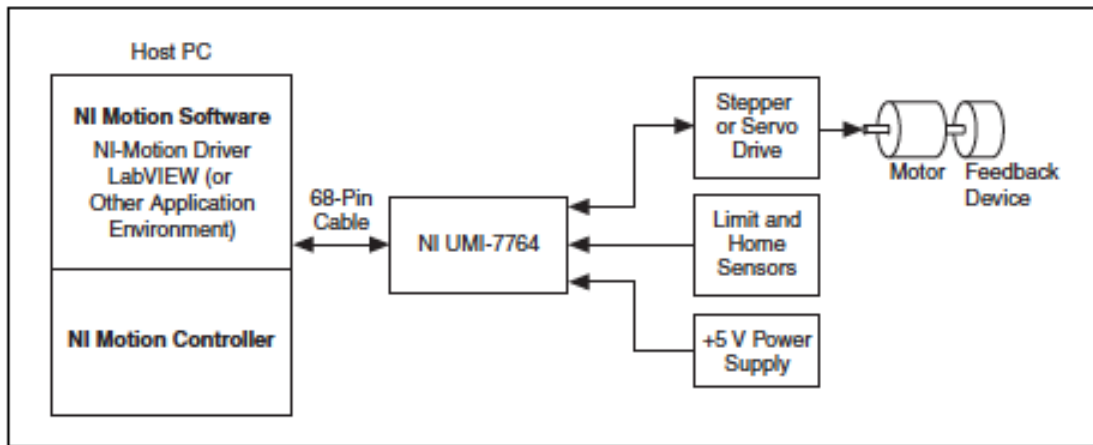 Host PC
NI Motion Software
NI-Motion Driver
LabVIEW (or
Other Application
Environment)
NI Motion Controller
68-Pin
Cable
NI UMI-7764
Stepper
or Servo
Drive
Motor
Feedback
Device
Limit and
Home
Sensors
+5 V Power
Supply